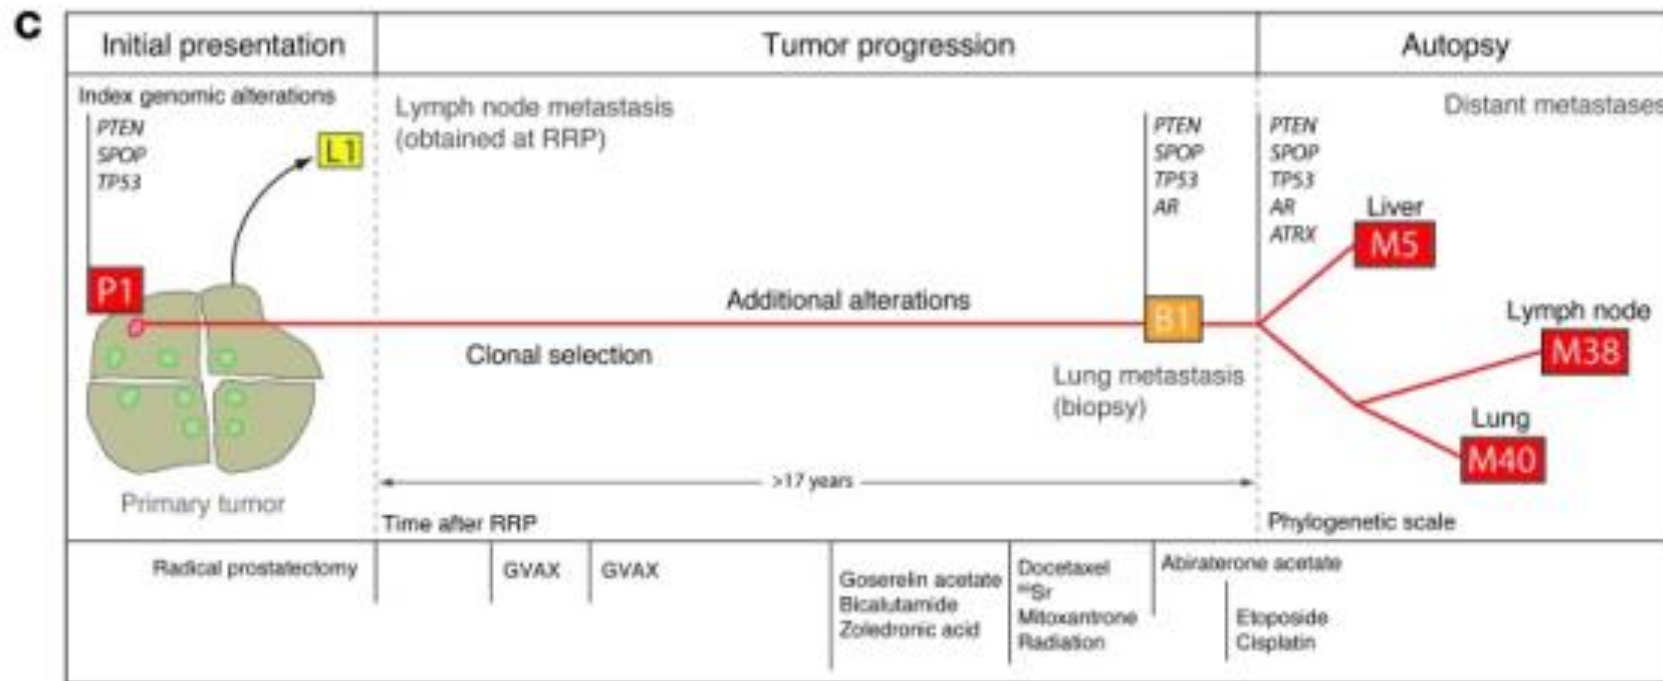 c
Initial presentation
Tumor progression
Autopsy
Index genomic alterations
PTEN
SPOP
TP53
L1
P1
Primary tumor
Lymph node metastasis
(obtained at RRP)
Additional alterations
Clonal selection
PTEN
SPOP
TP53
AR
B1
Lung metastasis
(biopsy)
>17 years
Time after RRP
Distant metastases
PTEN
SPOP
TP53
AR
ATRX
Liver
M5
Lymph node
M38
Lung
M40
Phylogenetic scale
Radical prostatectomy
GVAX
GVAX
Goserelin acetate
Bicalutamide
Zoledronic acid
Docetaxel
Sr
Mitoxantrone
Radiation
Abiraterone acetate
Etoposide
Cisplatin